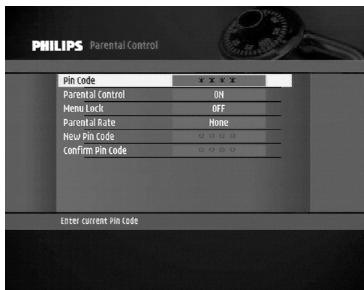 PHILIPS Parental Control
Pin Code * * * *
Parental Control ON
Menu Lock OFF
Parental Rate None
New Pin Code
Confirm Pin Code
Enter current Pin Code